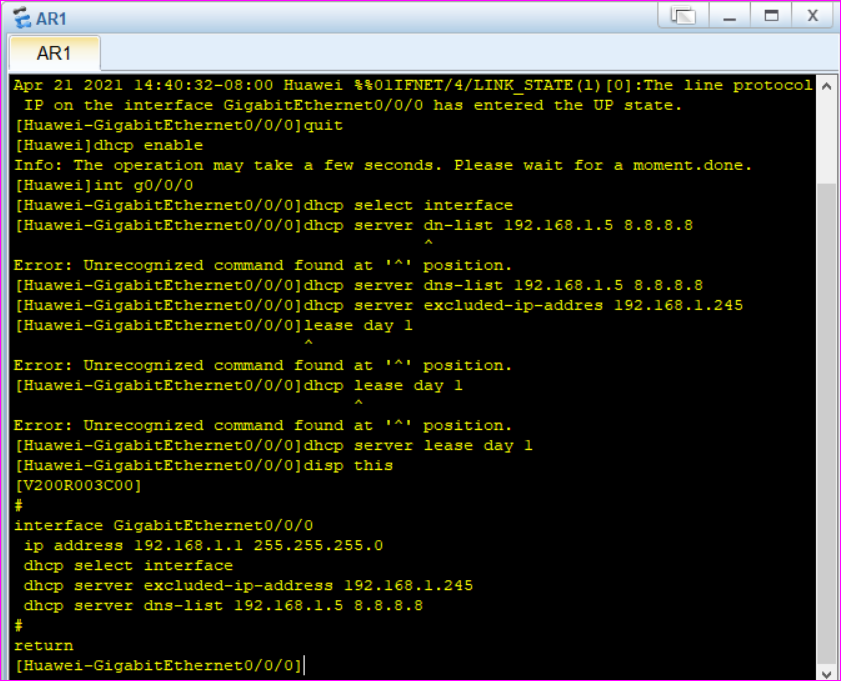 AR1
AR1
Apr 21 2021 14:40:32-08:00 Huawei %%01IFNET/4/LINK_STATE(l)[0]:The line protocol
 IP on the interface GigabitEthernet0/0/0 has entered the UP state.
[Huawei-GigabitEthernet0/0/0]quit
[Huawei]dhcp enable
Info: The operation may take a few seconds. Please wait for a moment.done.
[Huawei]int g0/0/0
[Huawei-GigabitEthernet0/0/0]dhcp select interface
[Huawei-GigabitEthernet0/0/0]dhcp server dn-list 192.168.1.5 8.8.8.8
^
Error: Unrecognized command found at '^' position.
[Huawei-GigabitEthernet0/0/0]dhcp server dns-list 192.168.1.5 8.8.8.8
[Huawei-GigabitEthernet0/0/0]dhcp server excluded-ip-addres 192.168.1.245
[Huawei-GigabitEthernet0/0/0]lease day 1
^
Error: Unrecognized command found at '^' position.
[Huawei-GigabitEthernet0/0/0]dhcp lease day 1
^
Error: Unrecognized command found at '^' position.
[Huawei-GigabitEthernet0/0/0]dhcp server lease day 1
[Huawei-GigabitEthernet0/0/0]disp this
[V200R003C00]
#
interface GigabitEthernet0/0/0
 ip address 192.168.1.1 255.255.255.0
 dhcp select interface
 dhcp server excluded-ip-address 192.168.1.245
 dhcp server dns-list 192.168.1.5 8.8.8.8
#
return
[Huawei-GigabitEthernet0/0/0]